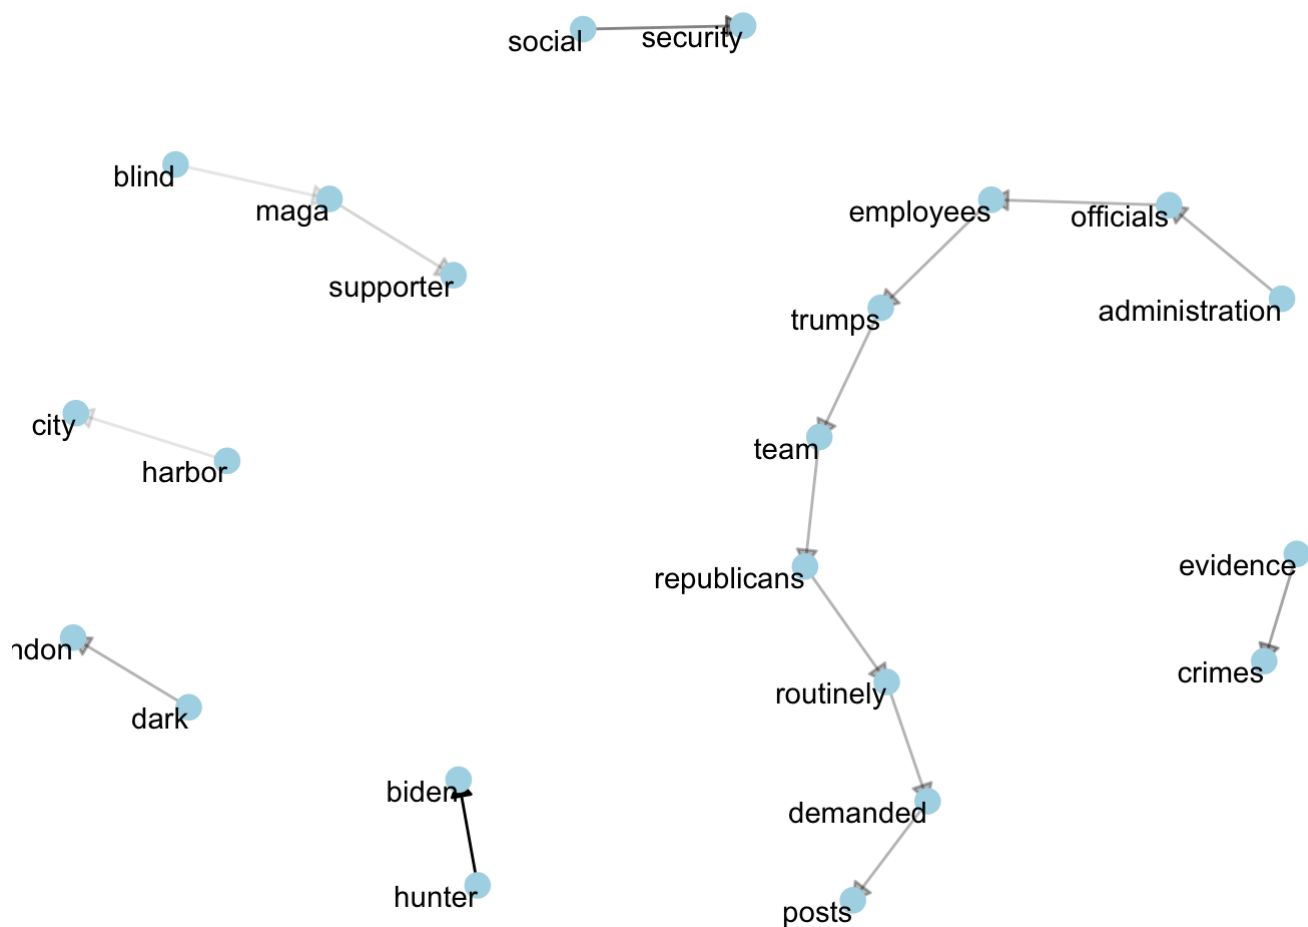 social
security
blind
maga
supporter
employees
officials
trumps
administration
city
harbor
team
republicans
evidence
ndon
crimes
dark
routinely
biden
demanded
hunter
posts